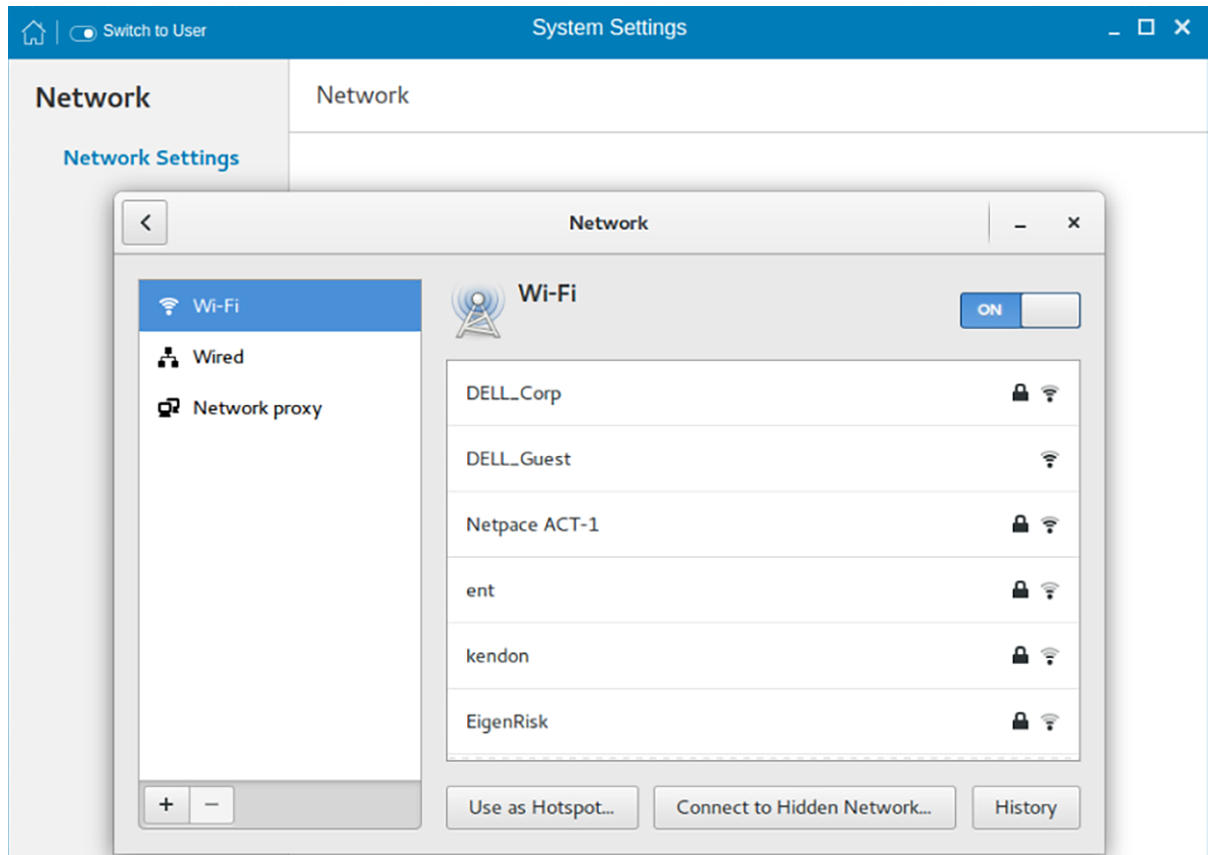 Switch to User
System Settings
Network
Network
Network Settings
Network
Wi-Fi
Wi-Fi
ON
Wired
Network proxy
DELL_Corp
DELL_Guest
Netpace ACT-1
ent
kendon
EigenRisk
Use as Hotspot...
Connect to Hidden Network...
History